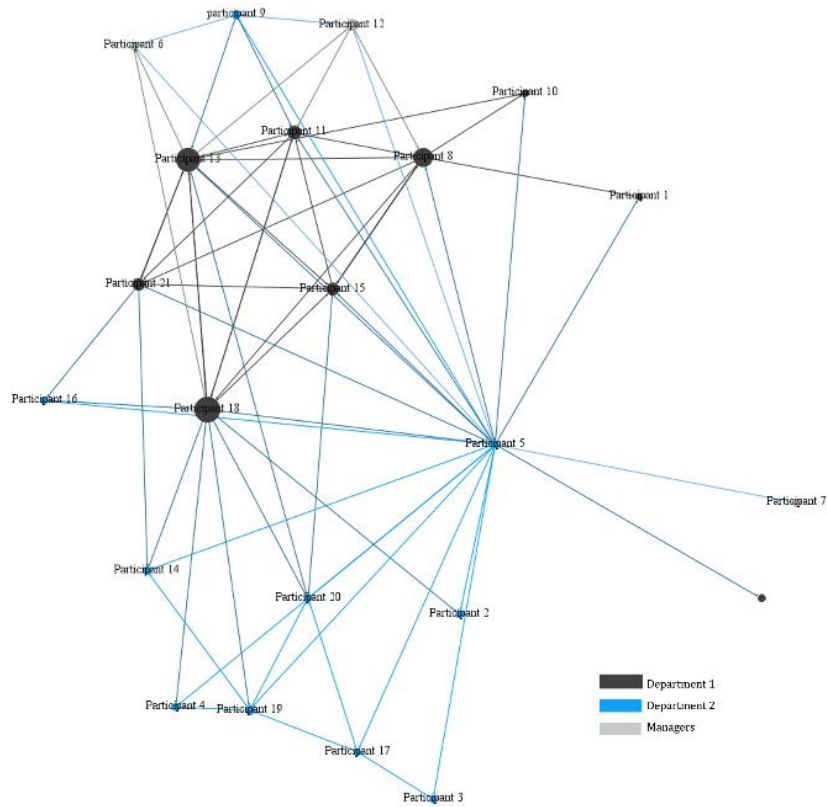 participant 9
Participant 12
Participant 6
Participant 10
Participant 11
Participant 13
Participant 8
Participant 1
Participant 21
Participant 15
Participant 16
Participant 18
Participant 5
Participant 7
Participant 14
Participant 20
Participant 2
Department 1
Participant 4
Participant 19
Department 2
Managers
Participant 17
Participant 3